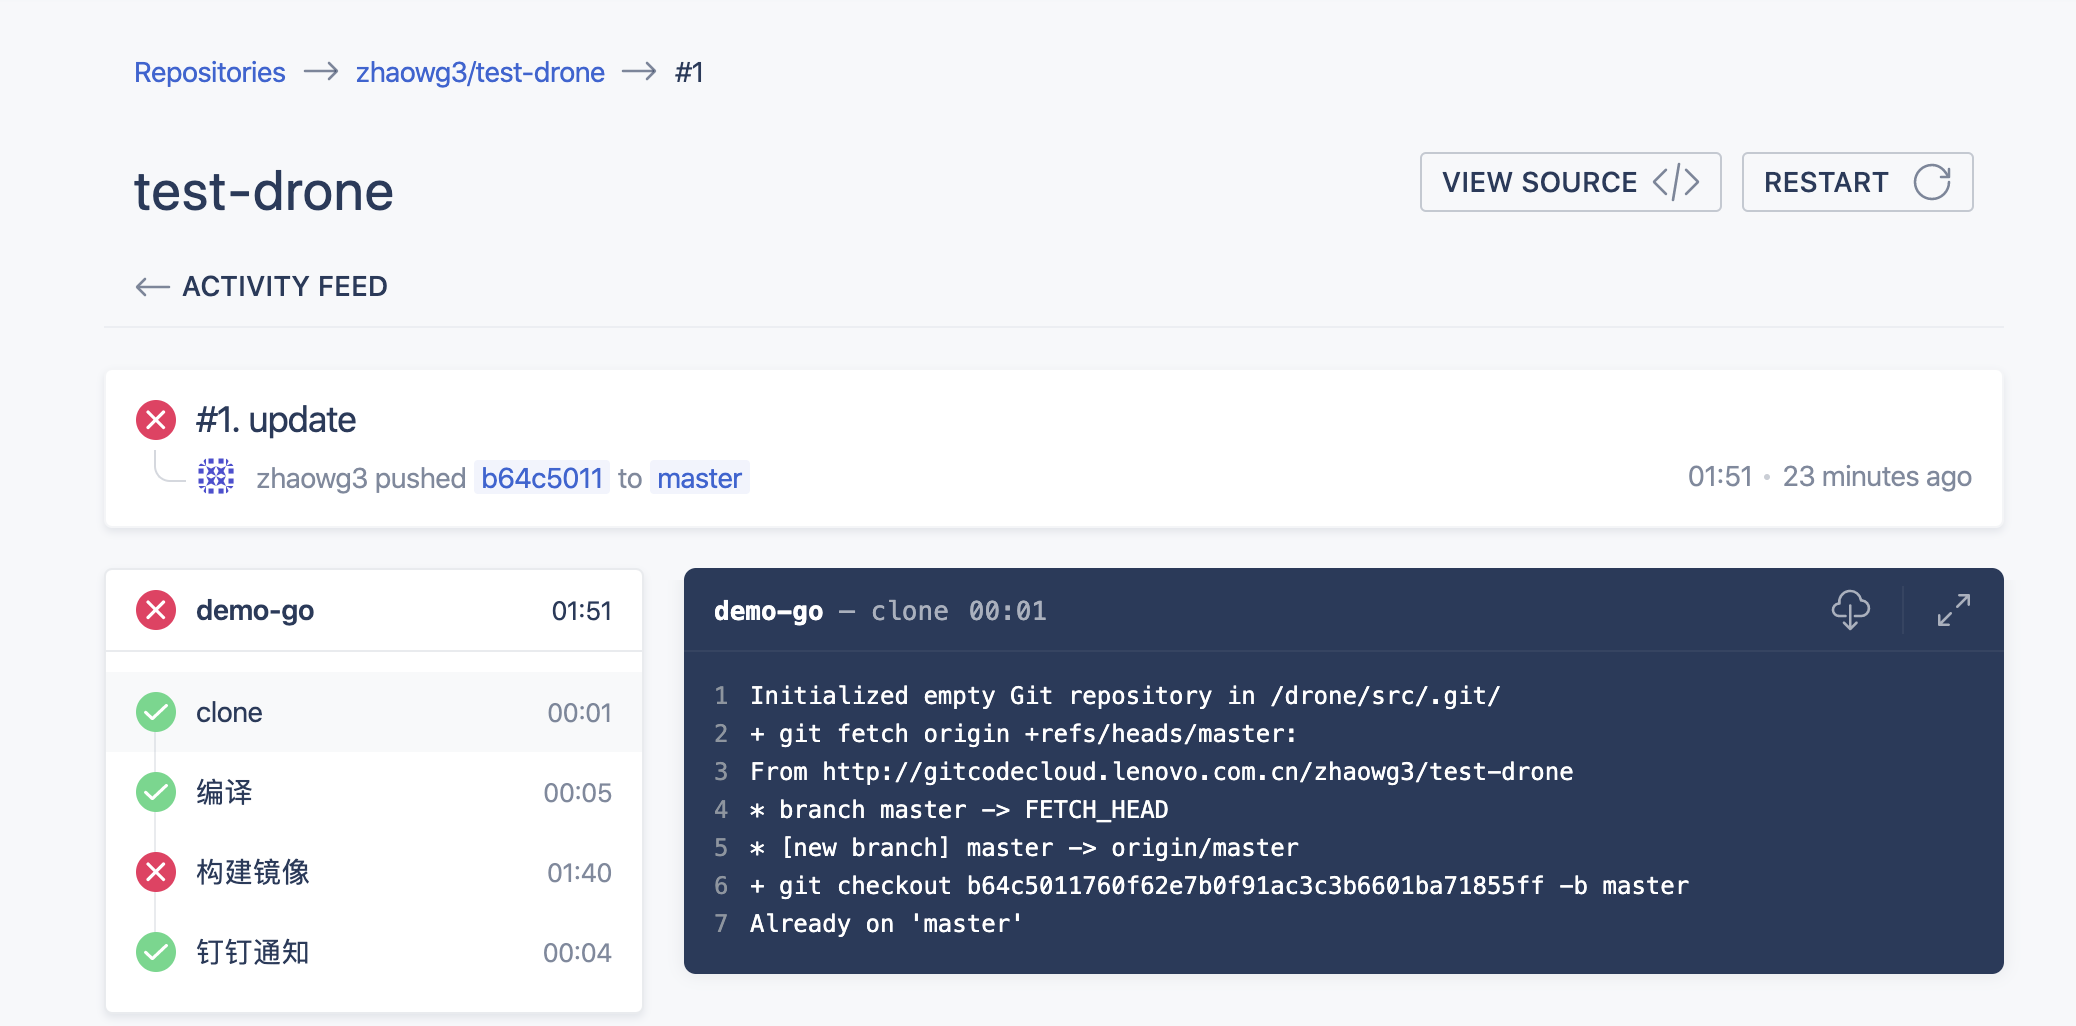 Repositories → zhaowg3/test-drone → #1
test-drone
VIEW SOURCE </> RESTART
← ACTIVITY FEED
#1. update
zhaowg3 pushed b64c5011 to master
01:51 • 23 minutes ago
demo-go 01:51
clone 00:01
编译 00:05
构建镜像 01:40
钉钉通知 00:04
demo-go — clone 00:01
1 Initialized empty Git repository in /drone/src/.git/
2 + git fetch origin +refs/heads/master:
3 From http://gitcodecloud.lenovo.com.cn/zhaowg3/test-drone
4 * branch master -> FETCH_HEAD
5 * [new branch] master -> origin/master
6 + git checkout b64c5011760f62e7b0f91ac3c3b6601ba71855ff -b master
7 Already on 'master'